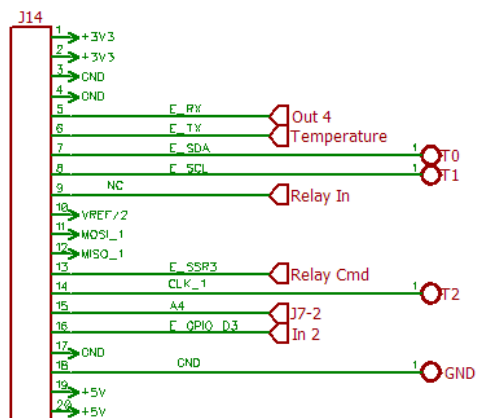 J14
1 +3V3
2 +3V3
3 GND
4 GND
5 E_RX Out 4
6 E_TX Temperature
7 E_SDA 1 T0
8 E_SCL 1 T1
9 NC Relay In
10 VREF/2
11 MOSI_1
12 MISO_1
13 E_SSR3 Relay Cmd
14 CLK_1 1 T2
15 A4 J7-2
16 E_GPIO_D3 In 2
17 GND
18 GND 1 GND
19 +5V
20 +5V